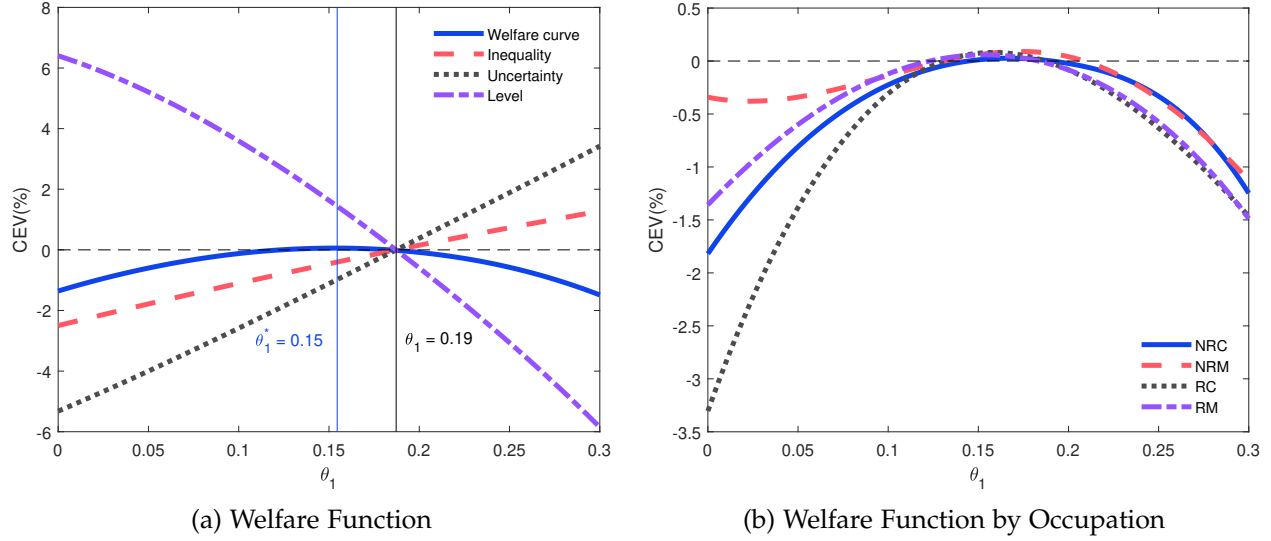 8
6
4
2
0
-2
-4
-6
CEV(%)
0
0.05
0.1
0.15
0.2
0.25
0.3
θ₁
Welfare curve
Inequality
Uncertainty
Level
θ₁* = 0.15
θ₁ = 0.19
(a) Welfare Function
0.5
0
-0.5
-1
-1.5
-2
-2.5
-3
-3.5
CEV(%)
0
0.05
0.1
0.15
0.2
0.25
0.3
θ₁
NRC
NRM
RC
RM
(b) Welfare Function by Occupation